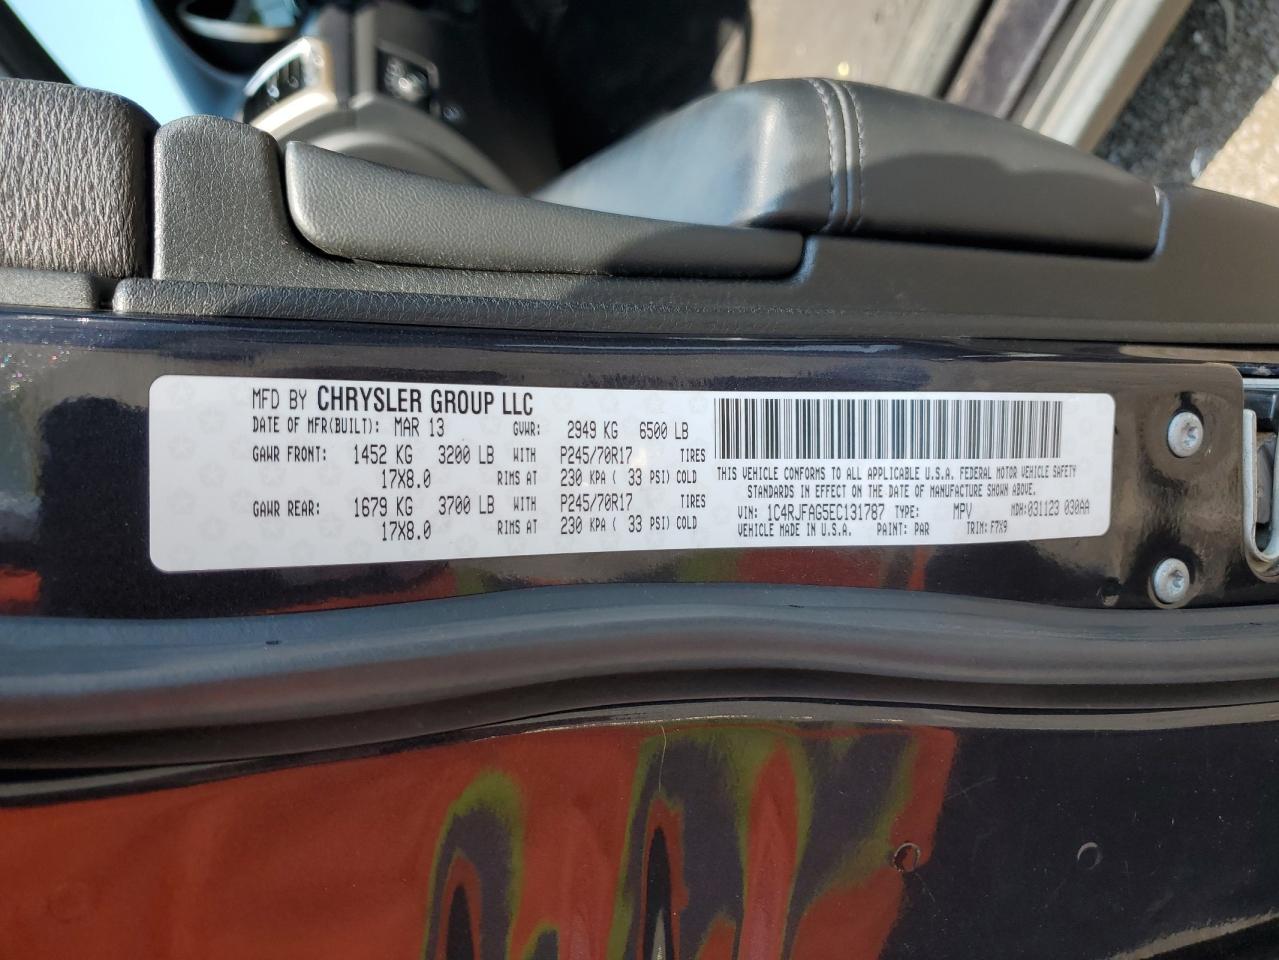 MFD BY CHRYSLER GROUP LLC
DATE OF MFR(BUILT): MAR 13 GVWR: 2949 KG 6500 LB
GAWR FRONT: 1452 KG 3200 LB WITH P245/70R17 TIRES
17X8.0 RIMS AT 230 KPA ( 33 PSI) COLD
GAWR REAR: 1679 KG 3700 LB WITH P245/70R17 TIRES
17X8.0 RIMS AT 230 KPA ( 33 PSI) COLD
THIS VEHICLE CONFORMS TO ALL APPLICABLE U.S.A. FEDERAL MOTOR VEHICLE SAFETY
STANDARDS IN EFFECT ON THE DATE OF MANUFACTURE SHOWN ABOVE.
VIN: 1C4RJFAG5EC131787 TYPE: MPV MDH:031123 030AA
VEHICLE MADE IN U.S.A. PAINT: PAR TRIM: F7X9